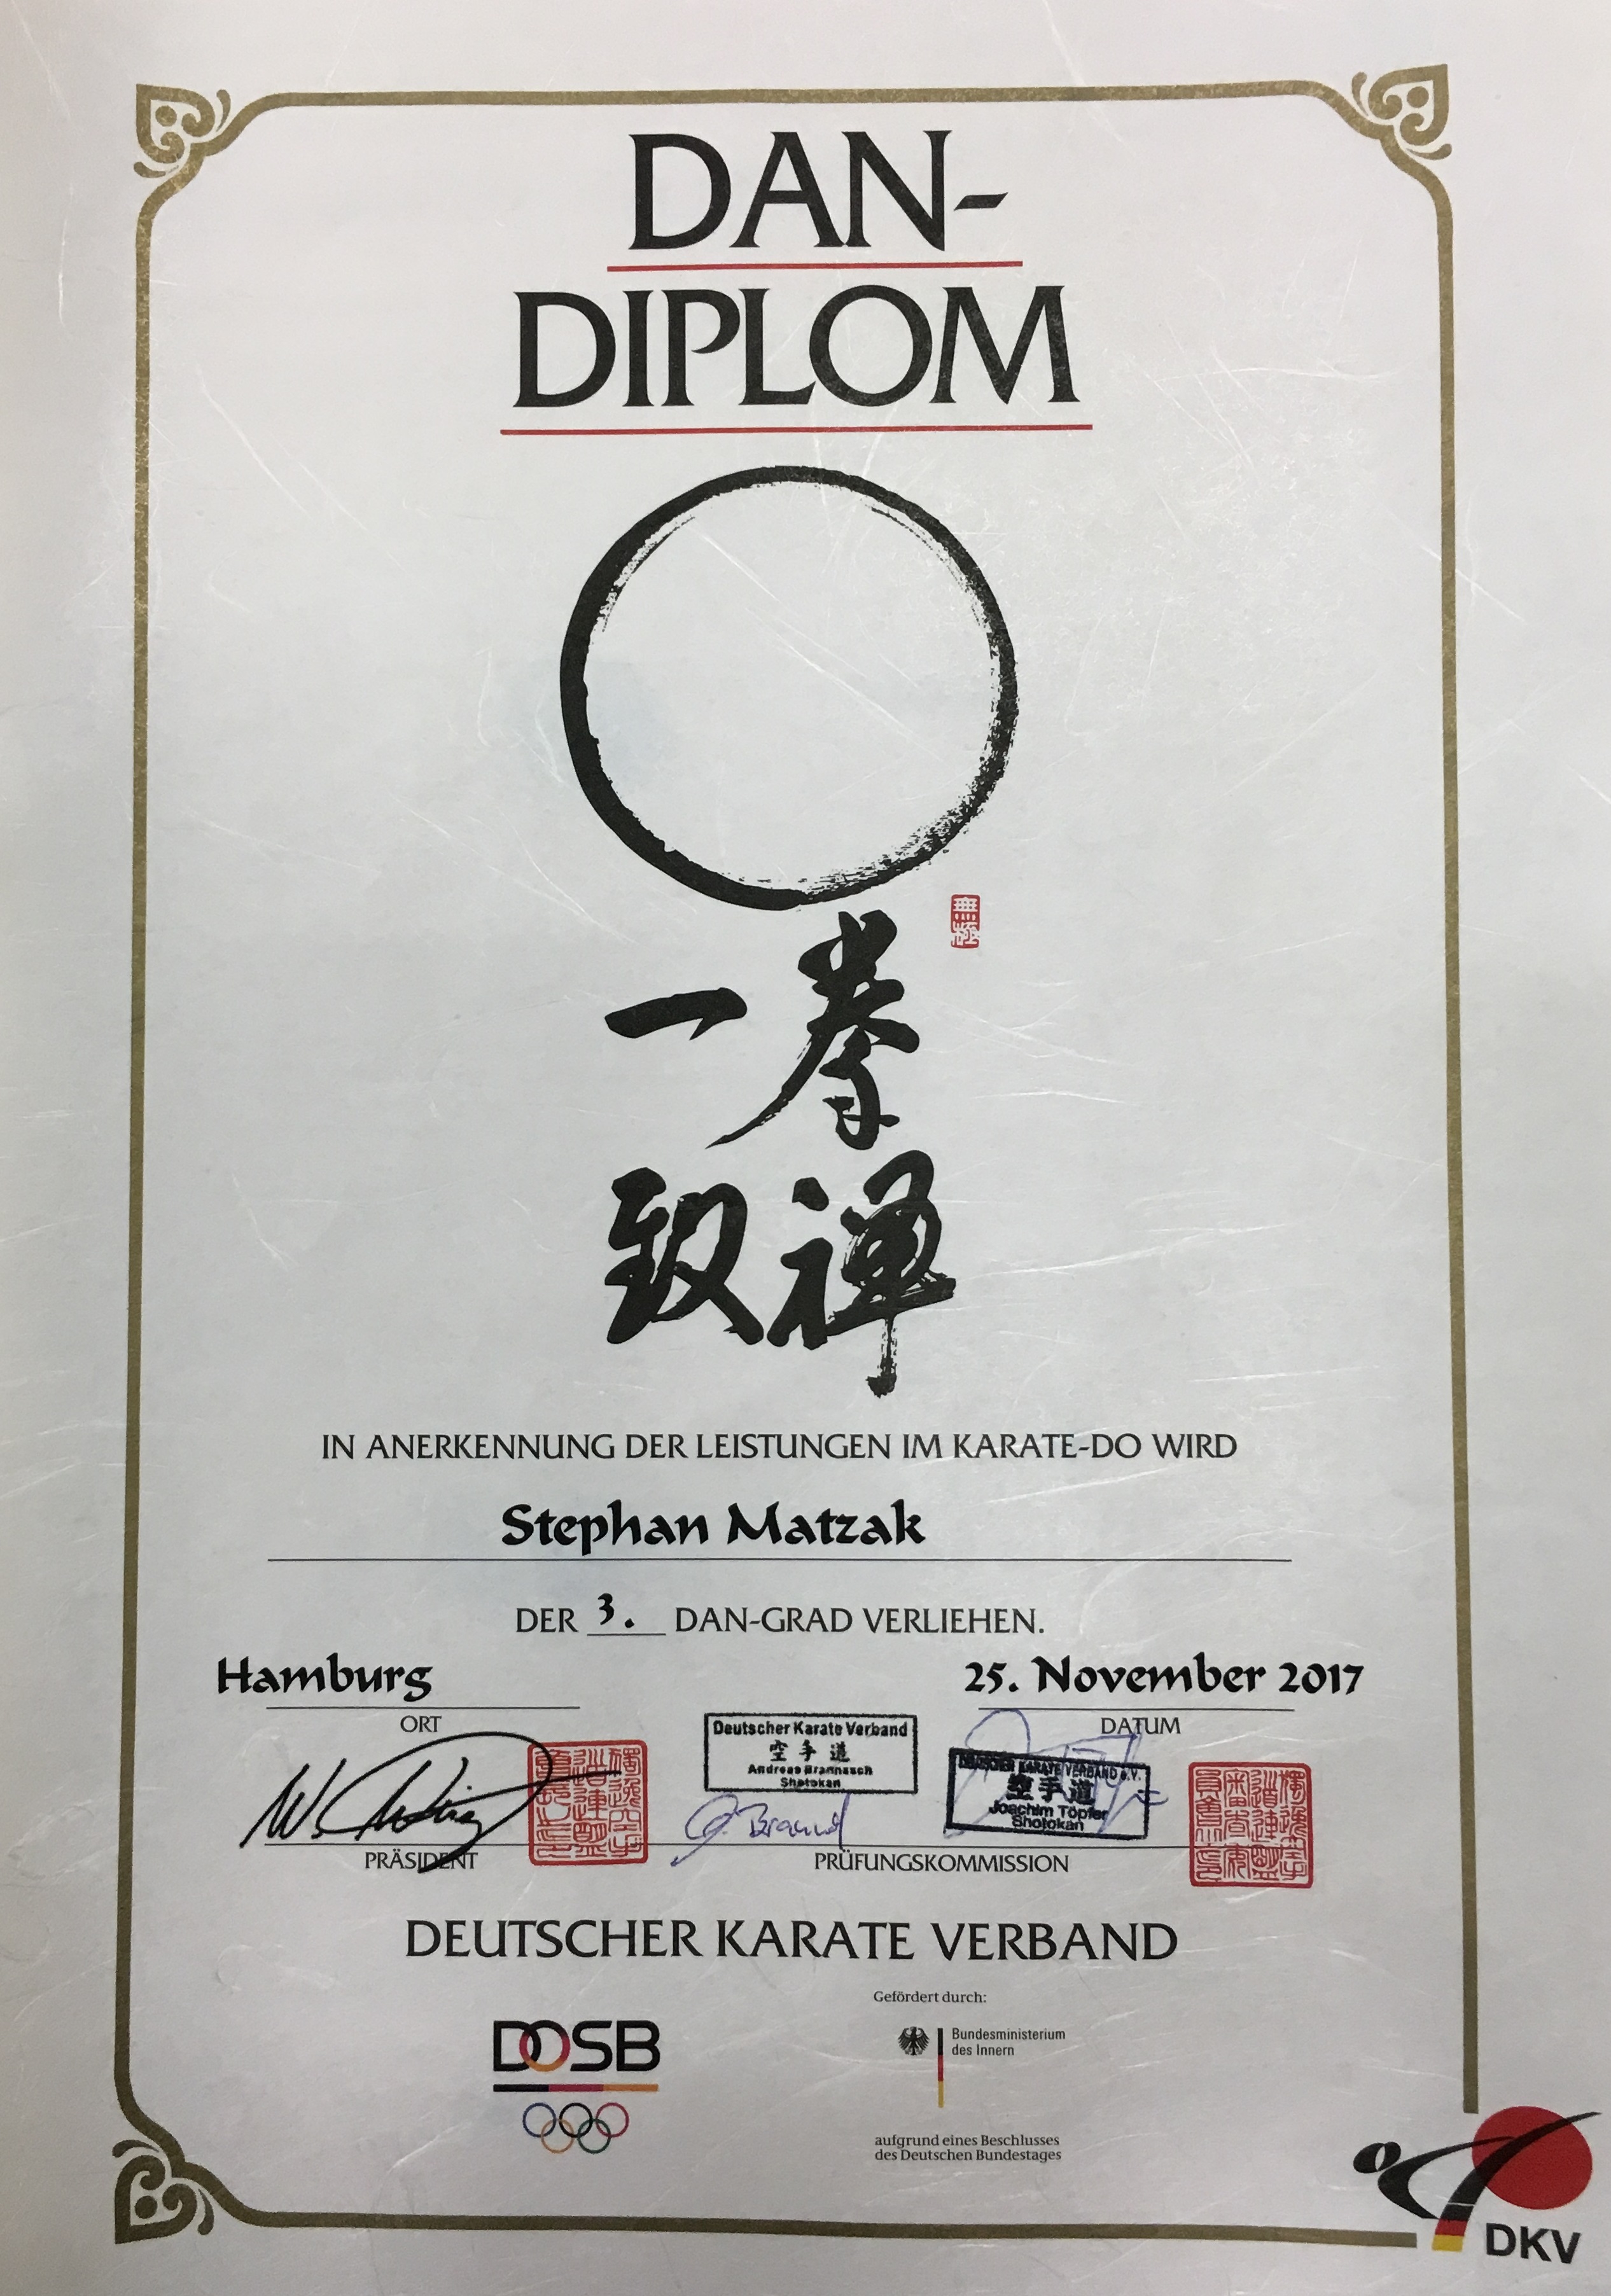 DAN-
DIPLOM
無極
拳禅
一致
IN ANERKENNUNG DER LEISTUNGEN IM KARATE-DO WIRD
Stephan Matzak
DER 3. DAN-GRAD VERLIEHEN.
Hamburg
25. November 2017
ORT
DATUM
Deutscher Karate Verband
空手道
Andreas Brannasch
Shotokan
DEUTSCHER KARATE VERBAND e.V.
空手道
Joachim Töpfer
Shotokan
PRÄSIDENT
PRÜFUNGSKOMMISSION
DEUTSCHER KARATE VERBAND
Gefördert durch:
DOSB
Bundesministerium
des Innern
aufgrund eines Beschlusses
des Deutschen Bundestages
DKV